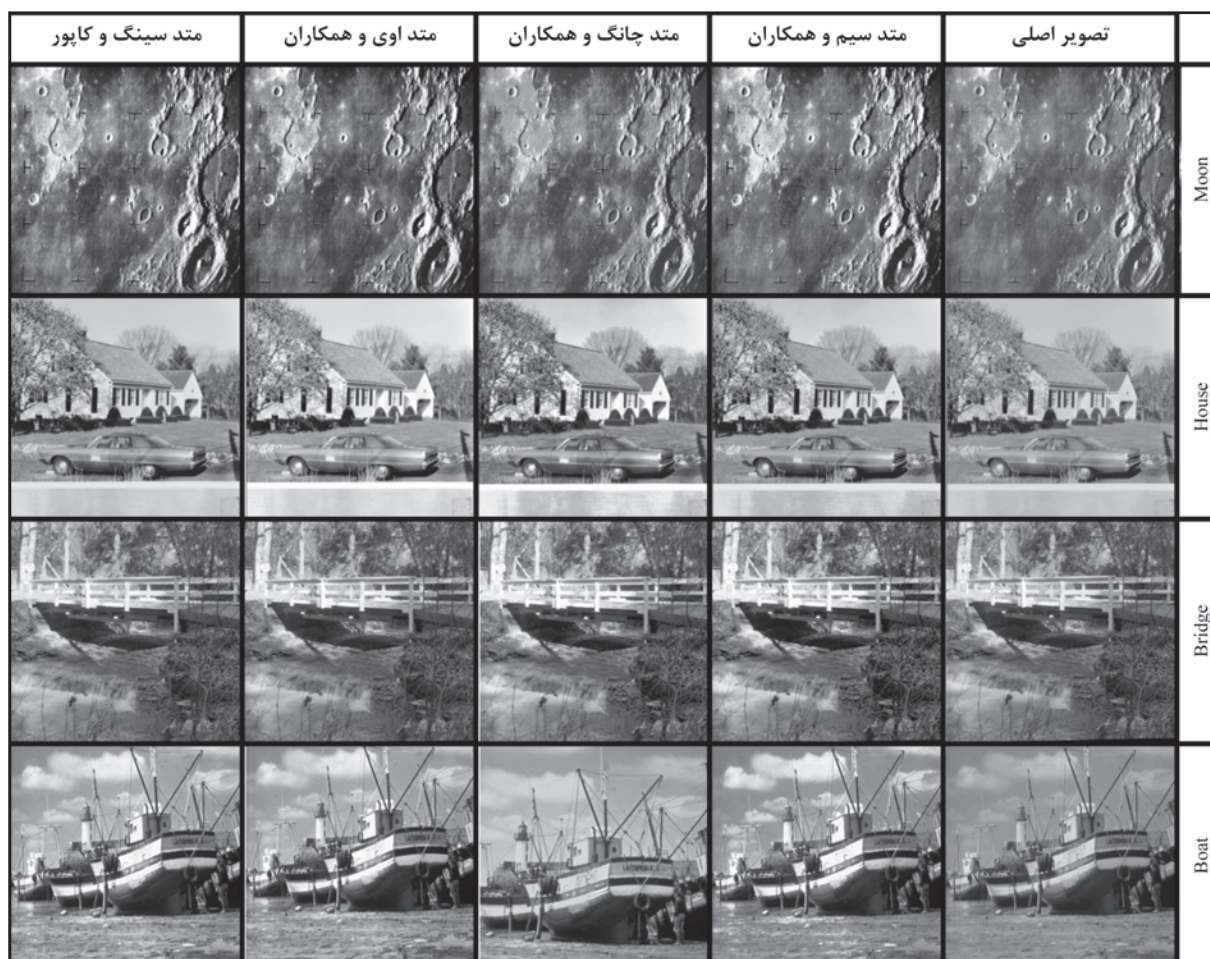 تصویر اصلی
متد سیم و همکاران
متد چانگ و همکاران
متد اوی و همکاران
متد سینگ و کاپور
Moon
House
Bridge
Boat